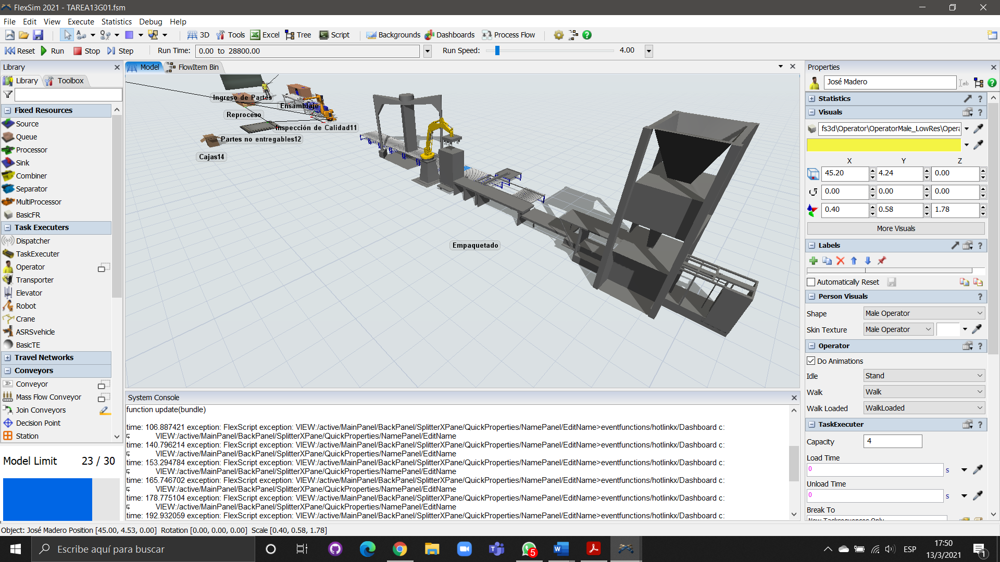 FlexSim 2021 - TAREA13G01.fsm
File Edit View Execute Statistics Debug Help
3D Tools Excel Tree Script Backgrounds Dashboards Process Flow
Reset Run Stop Step Run Time: 0.00 to 28800.00 Run Speed: 4.00
Library
Library Toolbox
Fixed Resources
Source
Queue
Processor
Sink
Combiner
Separator
MultiProcessor
BasicFR
Task Executers
Dispatcher
TaskExecuter
Operator
Transporter
Elevator
Robot
Crane
ASRSvehicle
BasicTE
Travel Networks
Conveyors
Conveyor
Mass Flow Conveyor
Join Conveyors
Decision Point
Station
Model Limit 23 / 30
Model FlowItem Bin
Ingreso de Partes
Ensamblaje
Reproceso
Inspección de Calidad11
Partes no entregables12
Cajas14
Empaquetado
System Console
function update(bundle)
time: 106.887421 exception: FlexScript exception: VIEW:/active/MainPanel/BackPanel/SplitterXPane/QuickProperties/NamePanel/EditName>eventfunctions/hotlinkx/Dashboard c:
VIEW:/active/MainPanel/BackPanel/SplitterXPane/QuickProperties/NamePanel/EditName
time: 140.796214 exception: FlexScript exception: VIEW:/active/MainPanel/BackPanel/SplitterXPane/QuickProperties/NamePanel/EditName>eventfunctions/hotlinkx/Dashboard c:
VIEW:/active/MainPanel/BackPanel/SplitterXPane/QuickProperties/NamePanel/EditName
time: 153.294784 exception: FlexScript exception: VIEW:/active/MainPanel/BackPanel/SplitterXPane/QuickProperties/NamePanel/EditName>eventfunctions/hotlinkx/Dashboard c:
VIEW:/active/MainPanel/BackPanel/SplitterXPane/QuickProperties/NamePanel/EditName
time: 165.746702 exception: FlexScript exception: VIEW:/active/MainPanel/BackPanel/SplitterXPane/QuickProperties/NamePanel/EditName>eventfunctions/hotlinkx/Dashboard c:
VIEW:/active/MainPanel/BackPanel/SplitterXPane/QuickProperties/NamePanel/EditName
time: 178.775104 exception: FlexScript exception: VIEW:/active/MainPanel/BackPanel/SplitterXPane/QuickProperties/NamePanel/EditName>eventfunctions/hotlinkx/Dashboard c:
VIEW:/active/MainPanel/BackPanel/SplitterXPane/QuickProperties/NamePanel/EditName
time: 192.932059 exception: FlexScript exception: VIEW:/active/MainPanel/BackPanel/SplitterXPane/QuickProperties/NamePanel/EditName>eventfunctions/hotlinkx/Dashboard c:
Properties
José Madero
Statistics
Visuals
fs3d\Operator\OperatorMale_LowRes\Opera
X Y Z
45.20 4.24 0.00
0.00 0.00 0.00
0.40 0.58 1.78
More Visuals
Labels
Automatically Reset
Person Visuals
Shape Male Operator
Skin Texture Male Operator
Operator
Do Animations
Idle Stand
Walk Walk
Walk Loaded WalkLoaded
TaskExecuter
Capacity 4
Load Time
0 s
Unload Time
0 s
Break To
New Tasksequences Only
Object: José Madero Position [45.00, 4.53, 0.00] Rotation [0.00, 0.00, 0.00] Scale [0.40, 0.58, 1.78]
Escribe aquí para buscar
5
ESP
17:50
13/3/2021
1